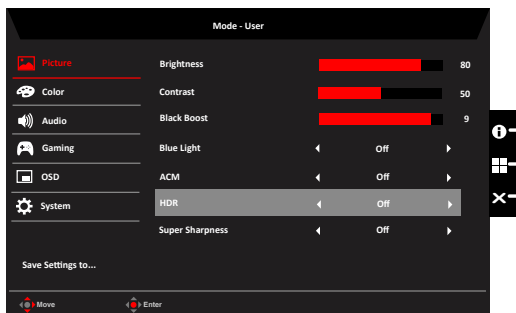 Mode - User
Picture
Brightness 80
Color
Contrast 50
Audio
Black Boost 9
Gaming
Blue Light Off
OSD
ACM Off
System
HDR Off
Super Sharpness Off
Save Settings to...
Move Enter